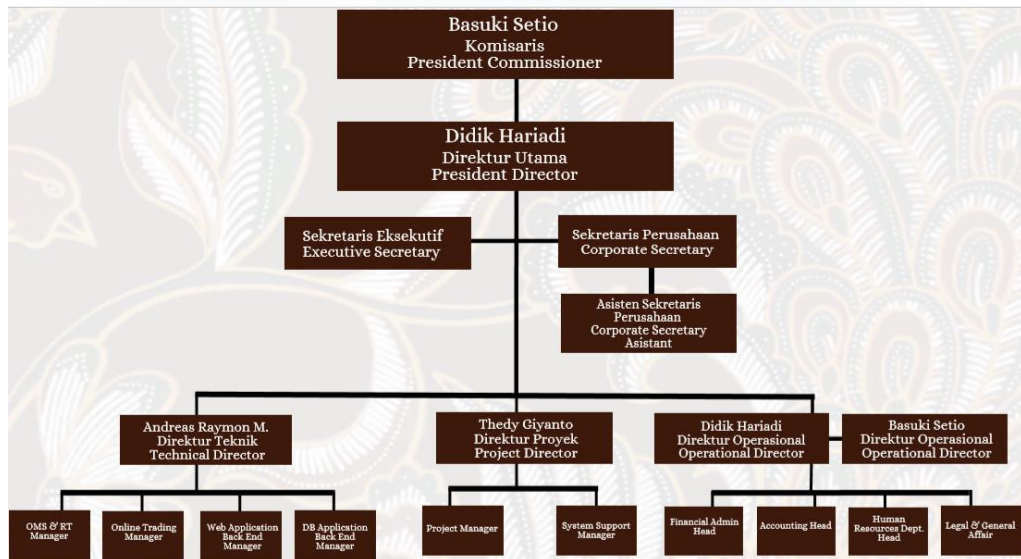 Basuki Setio
Komisaris
President Commissioner
Didik Hariadi
Direktur Utama
President Director
Sekretaris Eksekutif
Executive Secretary
Sekretaris Perusahaan
Corporate Secretary
Asisten Sekretaris
Perusahaan
Corporate Secretary
Asistant
Andreas Raymon M.
Direktur Teknik
Technical Director
Thedy Giyanto
Direktur Proyek
Project Director
Didik Hariadi
Direktur Operasional
Operational Director
Basuki Setio
Direktur Operasional
Operational Director
OMS & RT
Manager
Online Trading
Manager
Web Application
Back End
Manager
DB Application
Back End
Manager
Project Manager
System Support
Manager
Financial Admin
Head
Accounting Head
Human
Resources Dept.
Head
Legal & General
Affair